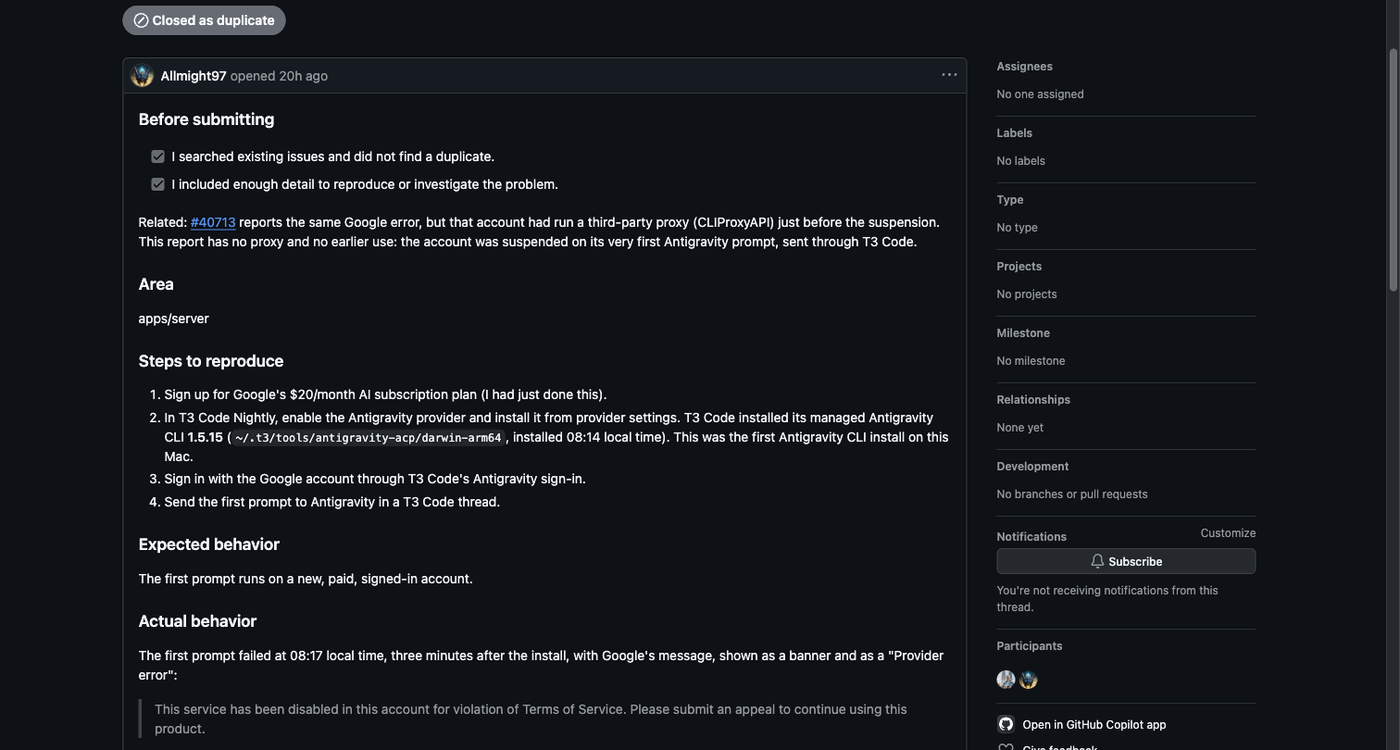 Closed as duplicate
Allmight97 opened 20h ago
Before submitting
I searched existing issues and did not find a duplicate.
I included enough detail to reproduce or investigate the problem.
Related: #40713 reports the same Google error, but that account had run a third-party proxy (CLIProxyAPI) just before the suspension.
This report has no proxy and no earlier use: the account was suspended on its very first Antigravity prompt, sent through T3 Code.
Area
apps/server
Steps to reproduce
1. Sign up for Google's $20/month AI subscription plan (I had just done this).
2. In T3 Code Nightly, enable the Antigravity provider and install it from provider settings. T3 Code installed its managed Antigravity
CLI 1.5.15 (~/.t3/tools/antigravity-acp/darwin-arm64, installed 08:14 local time). This was the first Antigravity CLI install on this
Mac.
3. Sign in with the Google account through T3 Code's Antigravity sign-in.
4. Send the first prompt to Antigravity in a T3 Code thread.
Expected behavior
The first prompt runs on a new, paid, signed-in account.
Actual behavior
The first prompt failed at 08:17 local time, three minutes after the install, with Google's message, shown as a banner and as a "Provider
error":
This service has been disabled in this account for violation of Terms of Service. Please submit an appeal to continue using this
product.
Assignees
No one assigned
Labels
No labels
Type
No type
Projects
No projects
Milestone
No milestone
Relationships
None yet
Development
No branches or pull requests
Notifications
Customize
Subscribe
You're not receiving notifications from this
thread.
Participants
Open in GitHub Copilot app
Give feedback